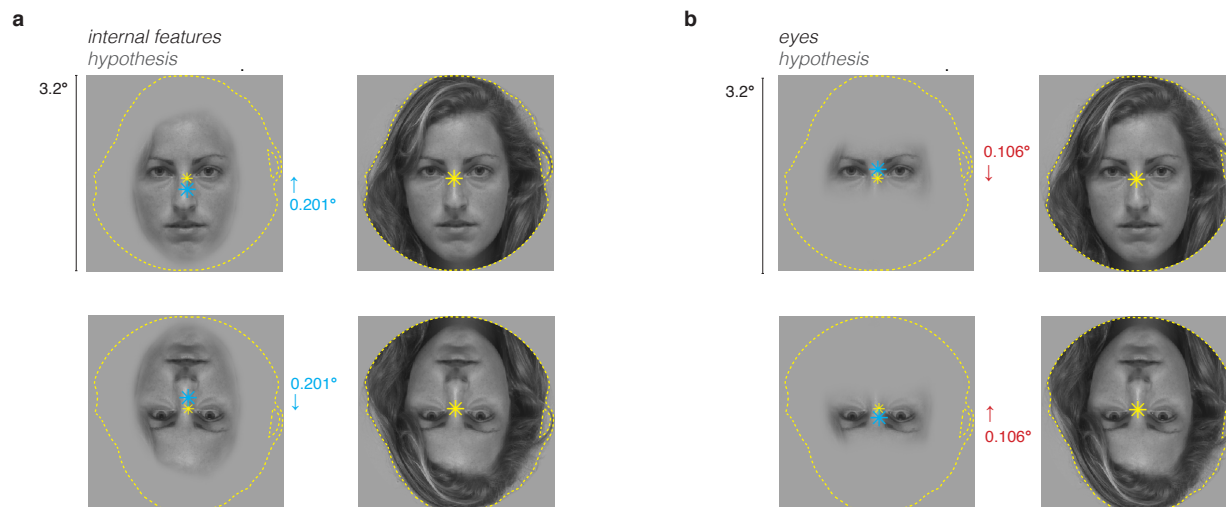 a
internal features
hypothesis
3.2°
↑
0.201°
0.201°
↓
b
eyes
hypothesis
3.2°
0.106°
↓
↑
0.106°